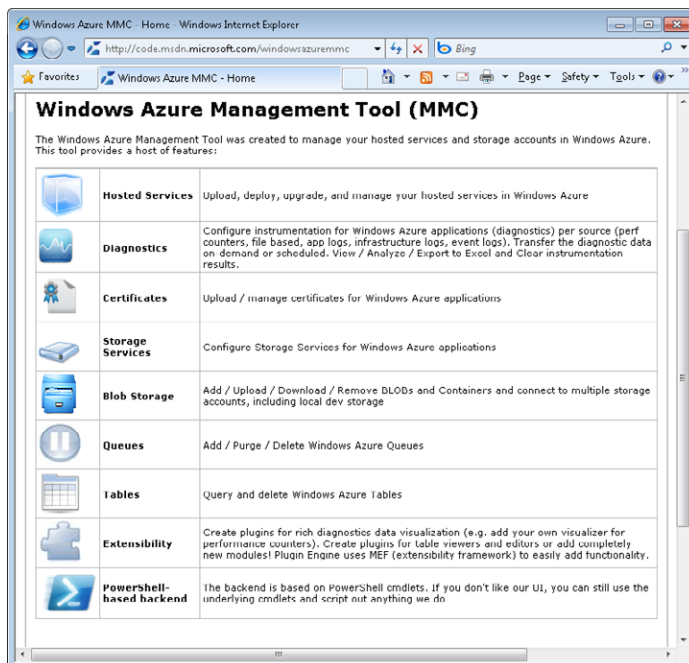 Windows Azure MMC - Home - Windows Internet Explorer
http://code.msdn.microsoft.com/windowsazuremmc
Bing
Favorites
Windows Azure MMC - Home
Page
Safety
Tools
Windows Azure Management Tool (MMC)
The Windows Azure Management Tool was created to manage your hosted services and storage accounts in Windows Azure.
This tool provides a host of features:
Hosted Services
Upload, deploy, upgrade, and manage your hosted services in Windows Azure
Diagnostics
Configure instrumentation for Windows Azure applications (diagnostics) per source (perf
counters, file based, app logs, infrastructure logs, event logs). Transfer the diagnostic data
on-demand or scheduled. View / Analyze / Export to Excel and Clear instrumentation
results.
Certificates
Upload / manage certificates for Windows Azure applications
Storage
Services
Configure Storage Services for Windows Azure applications
Blob Storage
Add / Upload / Download / Remove BLOBs and Containers and connect to multiple storage
accounts, including local dev storage
Queues
Add / Purge / Delete Windows Azure Queues
Tables
Query and delete Windows Azure Tables
Extensibility
Create plugins for rich diagnostics data visualization (e.g. add your own visualizer for
performance counters). Create plugins for table viewers and editors or add completely
new modules! Plugin Engine uses MEF (extensibility framework) to easily add functionality.
PowerShell-
based backend
The backend is based on PowerShell cmdlets. If you don't like our UI, you can still use the
underlying cmdlets and script out anything we do